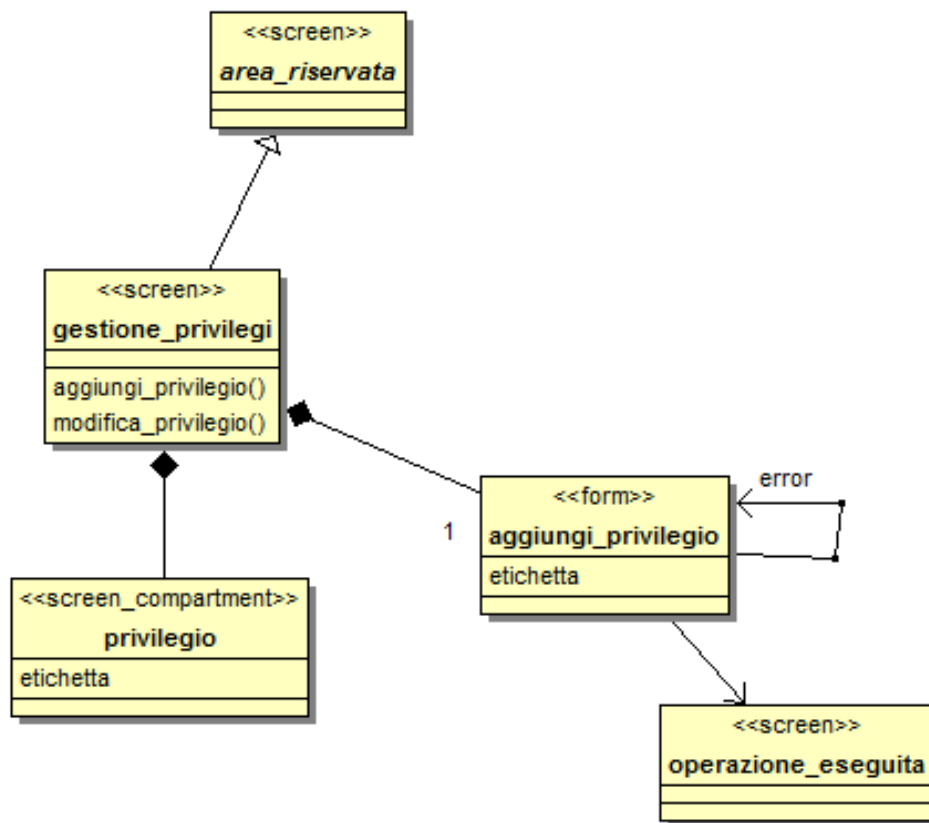 <<screen>>
area_riservata
<<screen>>
gestione_privilegi
aggiungi_privilegio()
modifica_privilegio()
<<screen_compartment>>
privilegio
etichetta
1
<<form>>
aggiungi_privilegio
etichetta
error
<<screen>>
operazione_eseguita